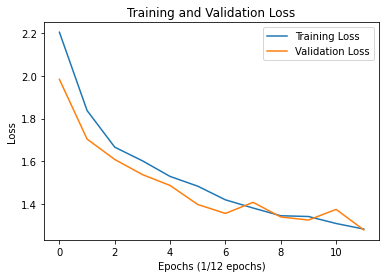 Training and Validation Loss
Training Loss
Validation Loss
2.2
2.0
1.8
1.6
1.4
Loss
0 2 4 6 8 10
Epochs (1/12 epochs)